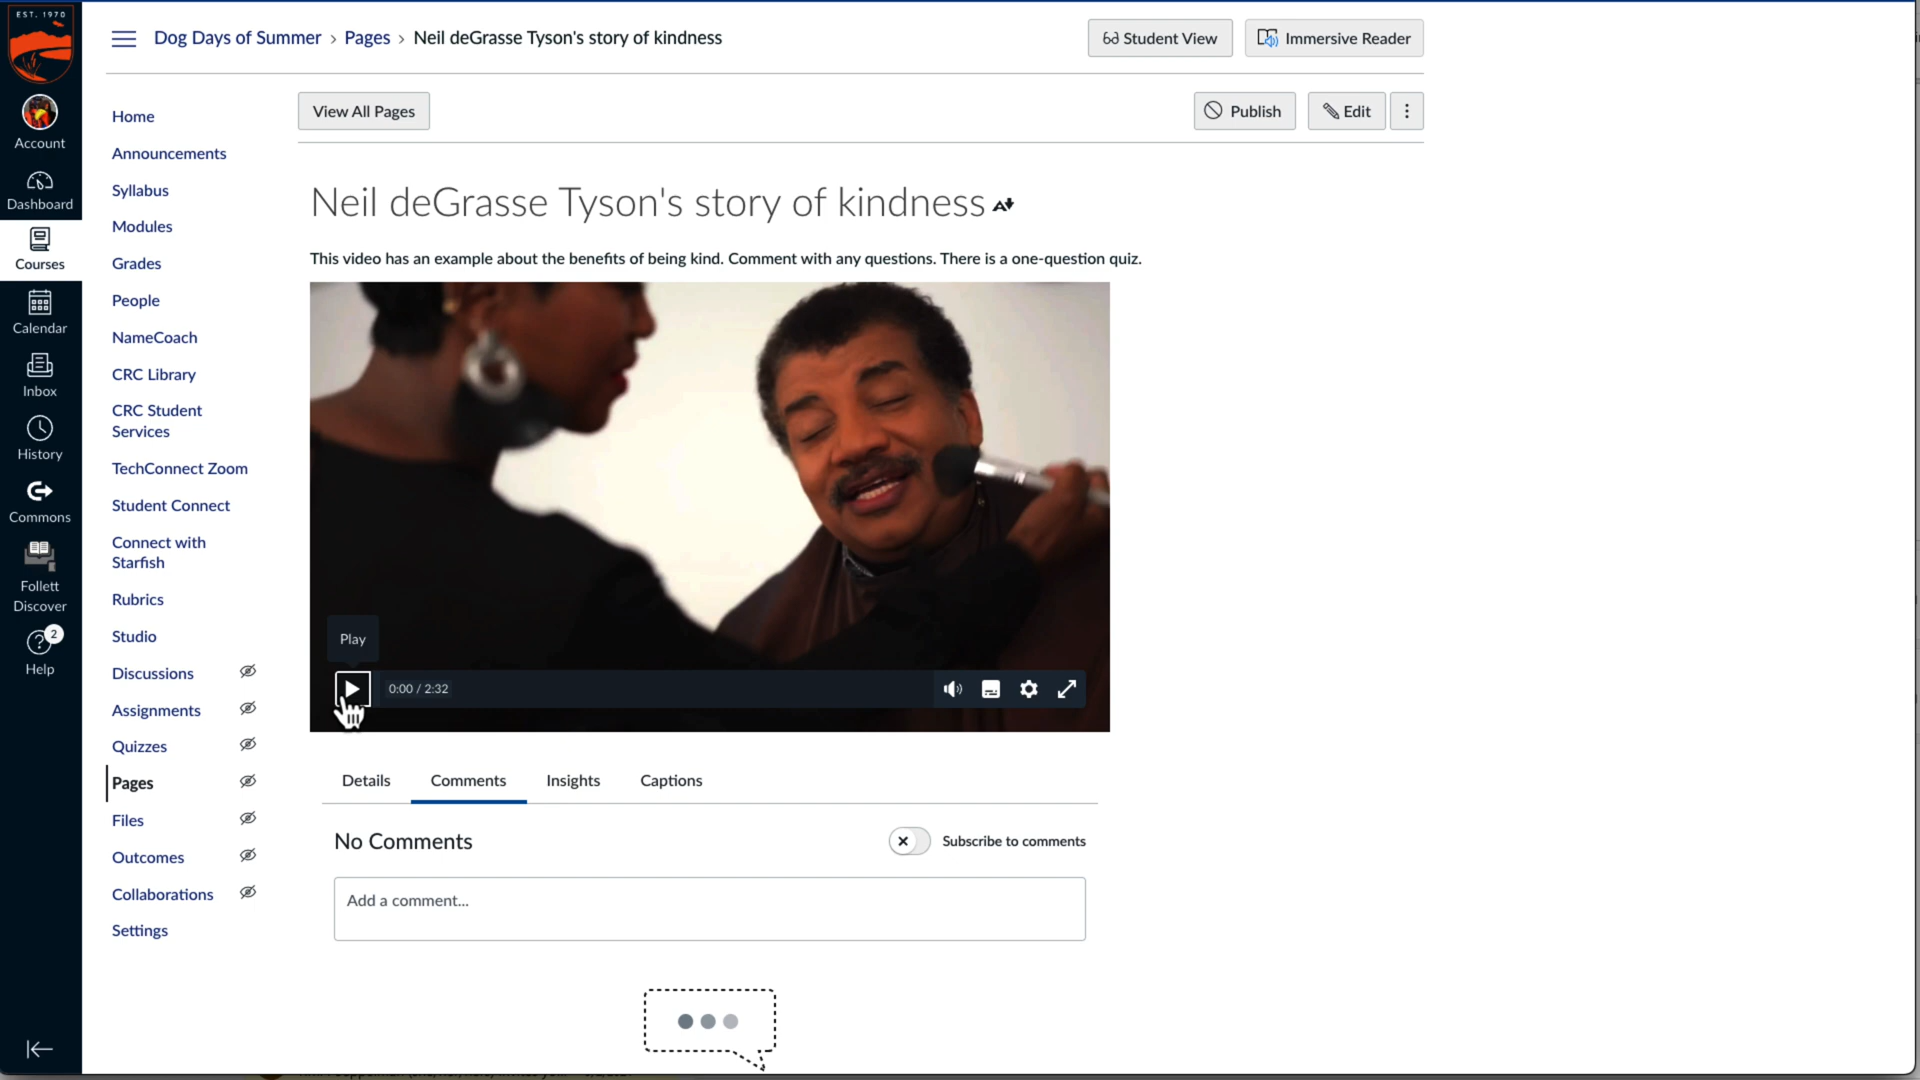 EST. 1970
Account
Dashboard
Courses
Calendar
Inbox
History
Commons
Follett
Discover
2
Help
Dog Days of Summer › Pages › Neil deGrasse Tyson's story of kindness
Student View
Immersive Reader
Home
Announcements
Syllabus
Modules
Grades
People
NameCoach
CRC Library
CRC Student
Services
TechConnect Zoom
Student Connect
Connect with
Starfish
Rubrics
Studio
Discussions
Assignments
Quizzes
Pages
Files
Outcomes
Collaborations
Settings
View All Pages
Publish
Edit
Neil deGrasse Tyson's story of kindness
This video has an example about the benefits of being kind. Comment with any questions. There is a one-question quiz.
Play
0:00 / 2:32
Details
Comments
Insights
Captions
No Comments
Subscribe to comments
Add a comment...